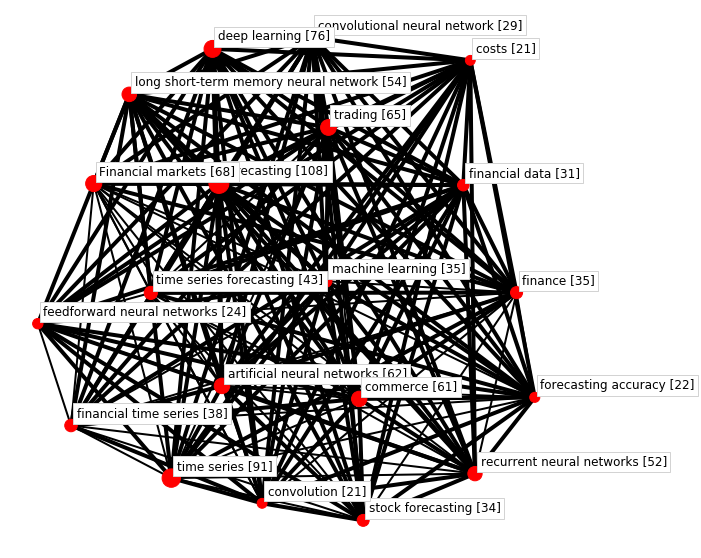 convolutional neural network [29]
deep learning [76]
costs [21]
long short-term memory neural network [54]
trading [65]
Financial markets [68]
ecasting [108]
financial data [31]
machine learning [35]
time series forecasting [43]
finance [35]
feedforward neural networks [24]
artificial neural networks [62]
commerce [61]
forecasting accuracy [22]
financial time series [38]
time series [91]
recurrent neural networks [52]
convolution [21]
stock forecasting [34]